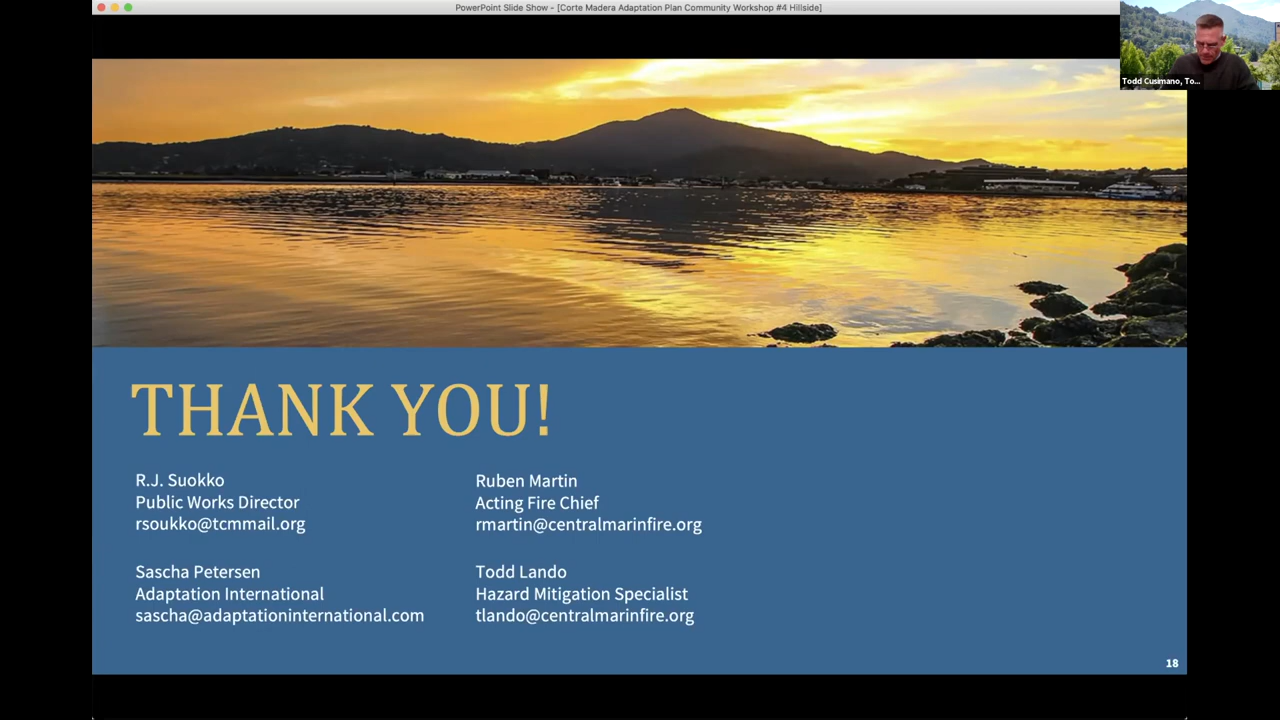 PowerPoint Slide Show - [Corte Madera Adaptation Plan Community Workshop #4 Hillside]
Todd Cusimano, To...
THANK YOU!
R.J. Suokko
Public Works Director
rsoukko@tcmmail.org
Ruben Martin
Acting Fire Chief
rmartin@centralmarinfire.org
Sascha Petersen
Adaptation International
sascha@adaptationinternational.com
Todd Lando
Hazard Mitigation Specialist
tlando@centralmarinfire.org
18